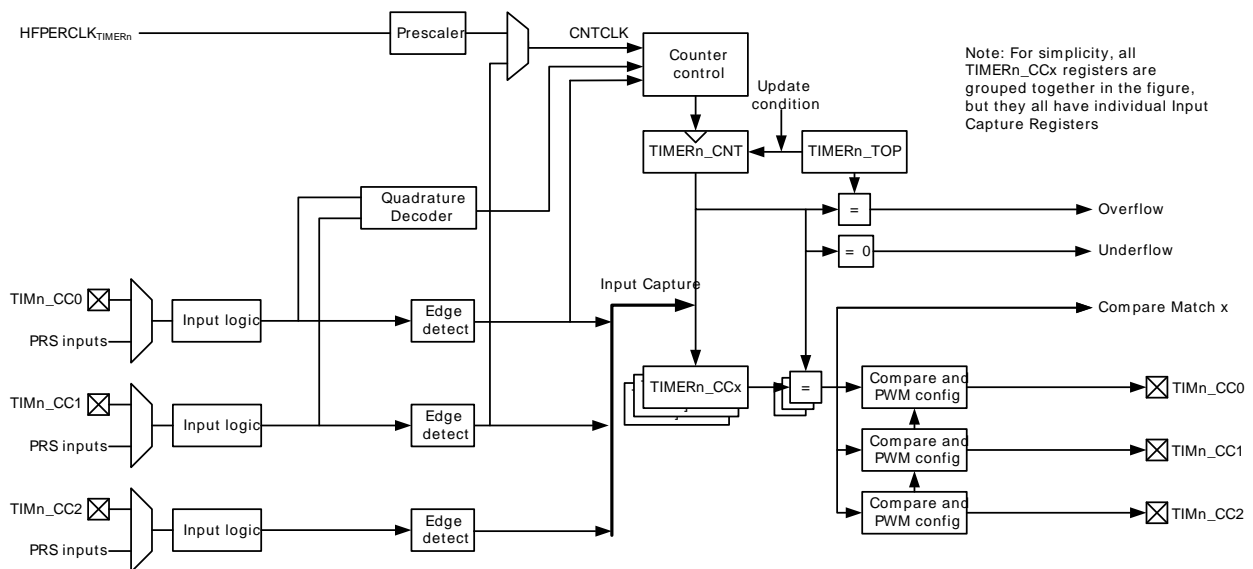 HFPERCLKTIMERn
Prescaler
CNTCLK
Counter
control
Note: For simplicity, all
TIMERn_CCx registers are
grouped together in the figure,
but they all have individual Input
Capture Registers
Update
condition
TIMERn_CNT
TIMERn_TOP
Quadrature
Decoder
=
Overflow
= 0
Underflow
TIMn_CC0
PRS inputs
Input logic
Edge
detect
Input Capture
Compare Match x
TIMn_CC1
PRS inputs
Input logic
Edge
detect
TIMERn_CCx
=
Compare and
PWM config
TIMn_CC0
Compare and
PWM config
TIMn_CC1
TIMn_CC2
PRS inputs
Input logic
Edge
detect
Compare and
PWM config
TIMn_CC2